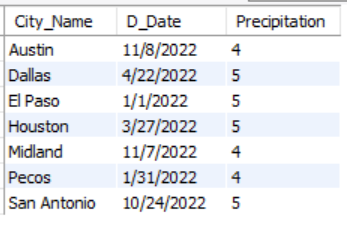 City_Name D_Date Precipitation
Austin 11/8/2022 4
Dallas 4/22/2022 5
El Paso 1/1/2022 5
Houston 3/27/2022 5
Midland 11/7/2022 4
Pecos 1/31/2022 4
San Antonio 10/24/2022 5